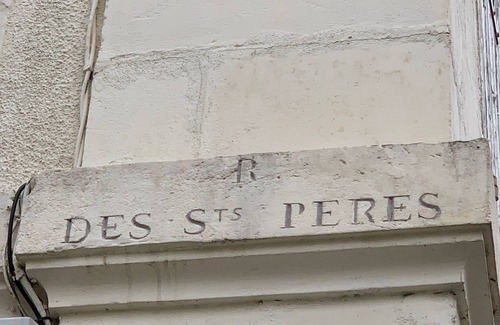 R.
DES STS PERES